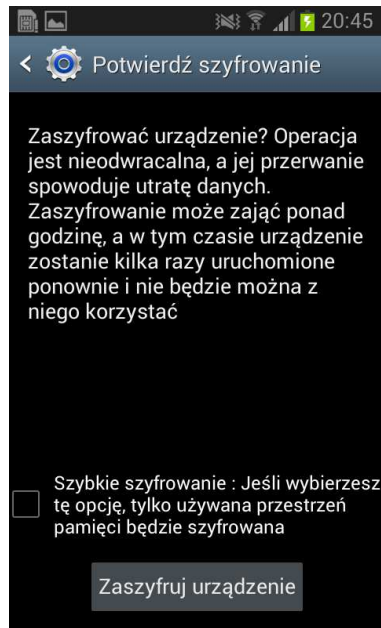 20:45
Potwierdź szyfrowanie
Zaszyfrować urządzenie? Operacja
jest nieodwracalna, a jej przerwanie
spowoduje utratę danych.
Zaszyfrowanie może zająć ponad
godzinę, a w tym czasie urządzenie
zostanie kilka razy uruchomione
ponownie i nie będzie można z
niego korzystać
Szybkie szyfrowanie : Jeśli wybierzesz
tę opcję, tylko używana przestrzeń
pamięci będzie szyfrowana
Zaszyfruj urządzenie